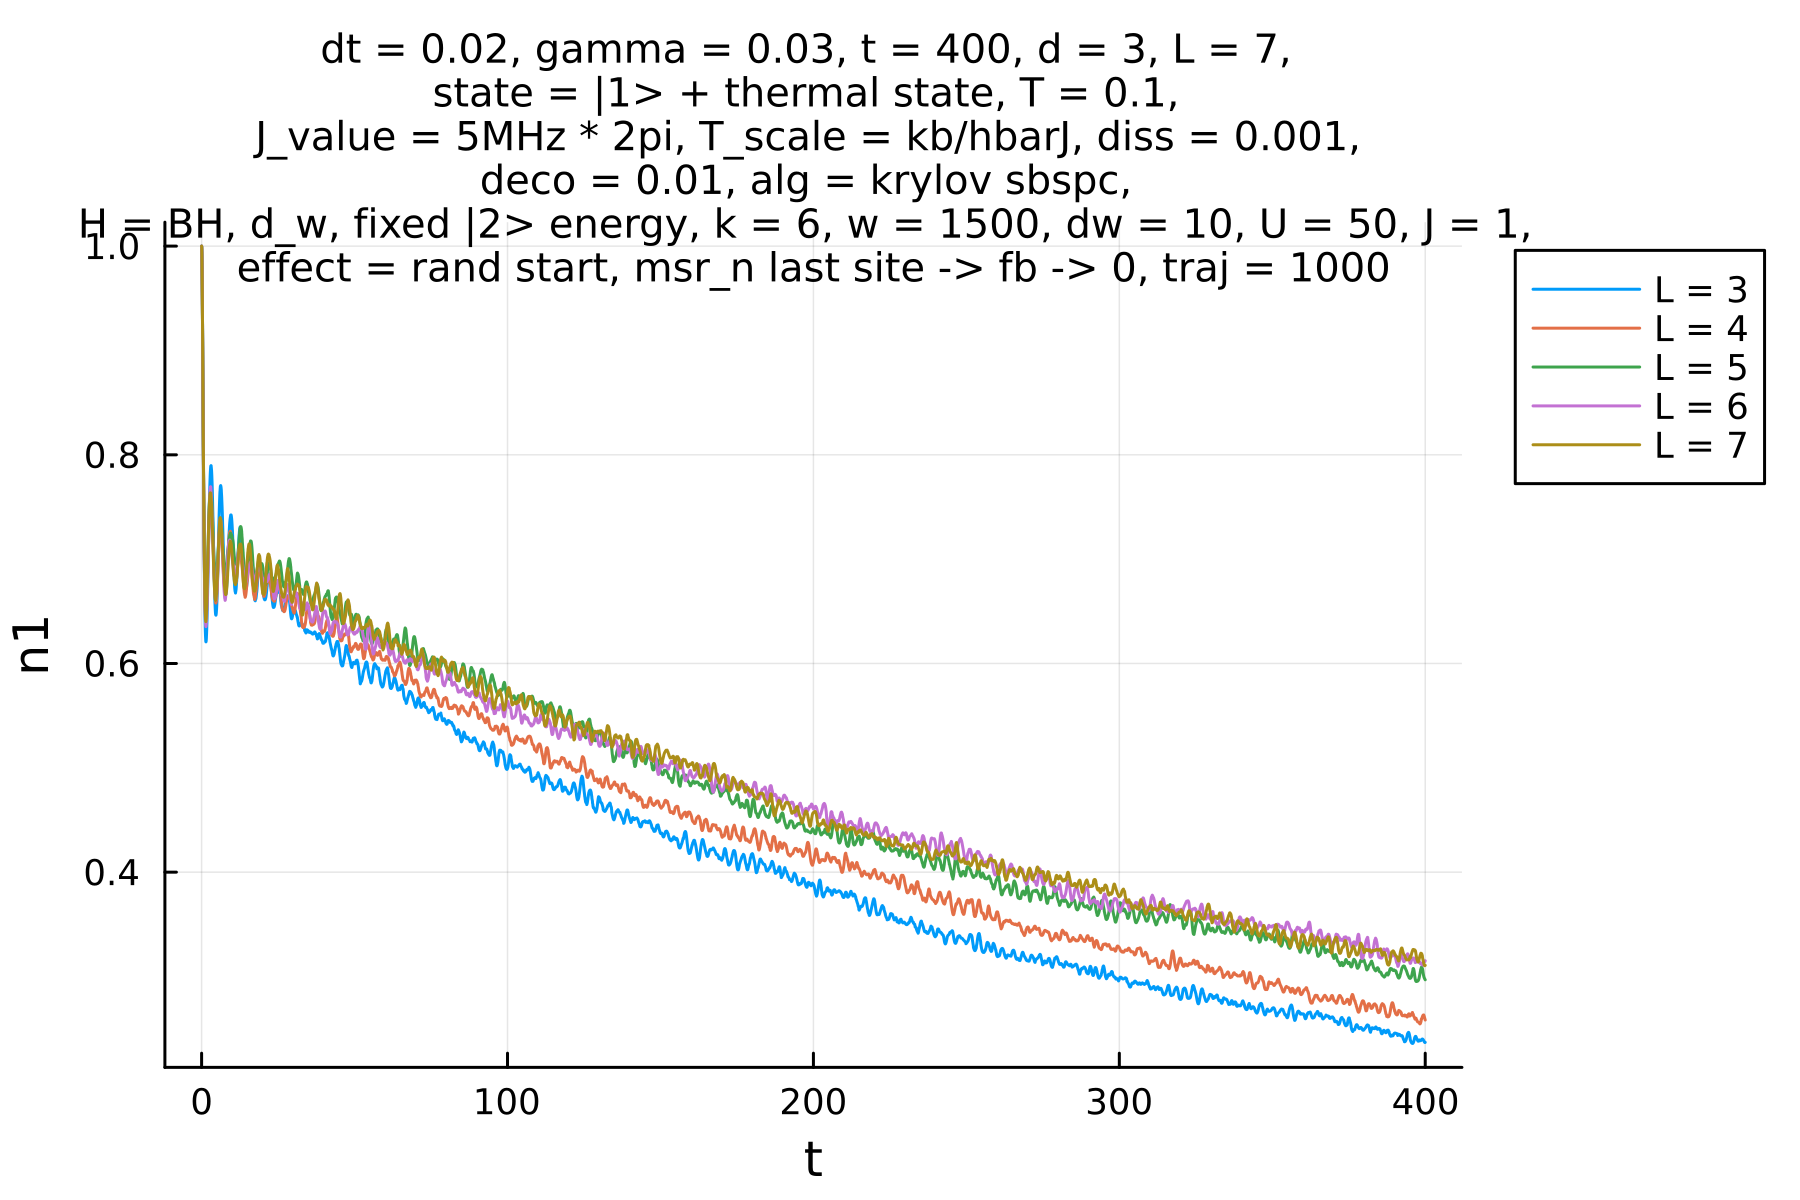 dt = 0.02, gamma = 0.03, t = 400, d = 3, L = 7,
state = |1> + thermal state, T = 0.1,
J_value = 5MHz * 2pi, T_scale = kb/hbarJ, diss = 0.001,
deco = 0.01, alg = krylov sbspc,
H = BH, d_w, fixed |2> energy, k = 6, w = 1500, dw = 10, U = 50, J = 1,
effect = rand start, msr_n last site -> fb -> 0, traj = 1000
1.0
0.8
0.6
0.4
n1
0 100 200 300 400
t
L = 3
L = 4
L = 5
L = 6
L = 7